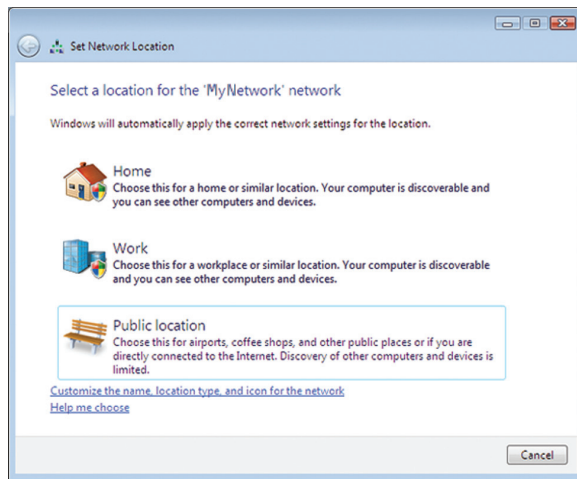 Set Network Location
Select a location for the 'MyNetwork' network
Windows will automatically apply the correct network settings for the location.
Home
Choose this for a home or similar location. Your computer is discoverable and
you can see other computers and devices.
Work
Choose this for a workplace or similar location. Your computer is discoverable
and you can see other computers and devices.
Public location
Choose this for airports, coffee shops, and other public places or if you are
directly connected to the Internet. Discovery of other computers and devices is
limited.
Customize the name, location type, and icon for the network
Help me choose
Cancel